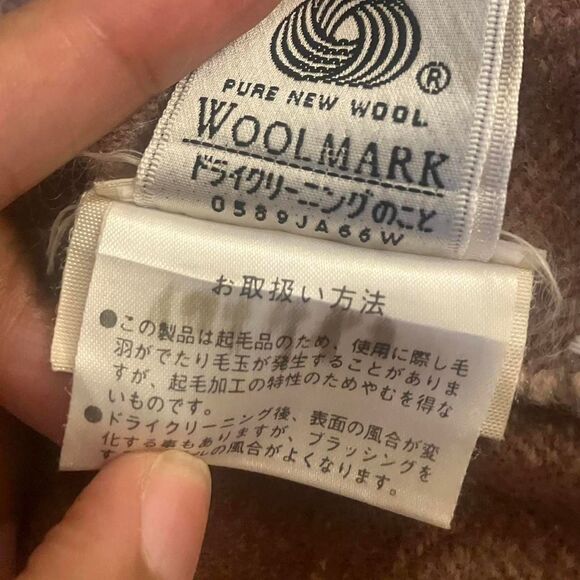 ®
PURE NEW WOOL
WOOLMARK
ドライクリーニングのこと
0589JA66W
お取扱い方法
●この製品は起毛品のため、使用に際し毛
羽がでたり毛玉が発生することがありま
すが、起毛加工の特性のためやむを得な
いものです。
●ドライクリーニング後、表面の風合が変
化する事もありますが、ブラッシングを
す ルの風合がよくなります。